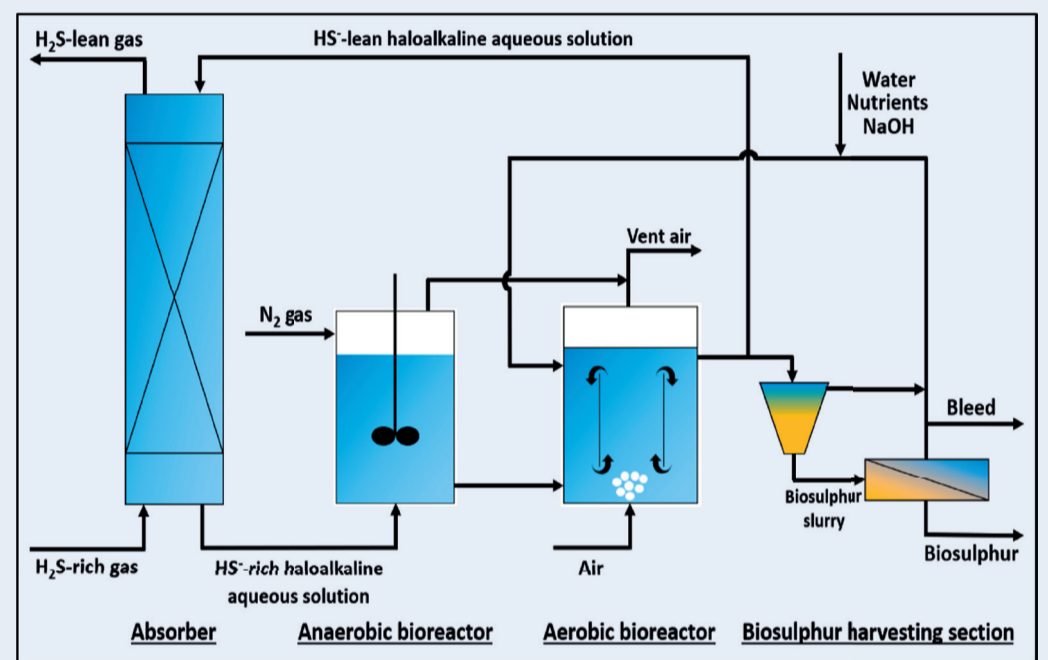 H₂S-lean gas
HS⁻-lean haloalkaline aqueous solution
Water
Nutrients
NaOH
Vent air
N₂ gas
Bleed
Biosulphur
slurry
Biosulphur
H₂S-rich gas
HS⁻-rich haloalkaline
aqueous solution
Air
Absorber
Anaerobic bioreactor
Aerobic bioreactor
Biosulphur harvesting section